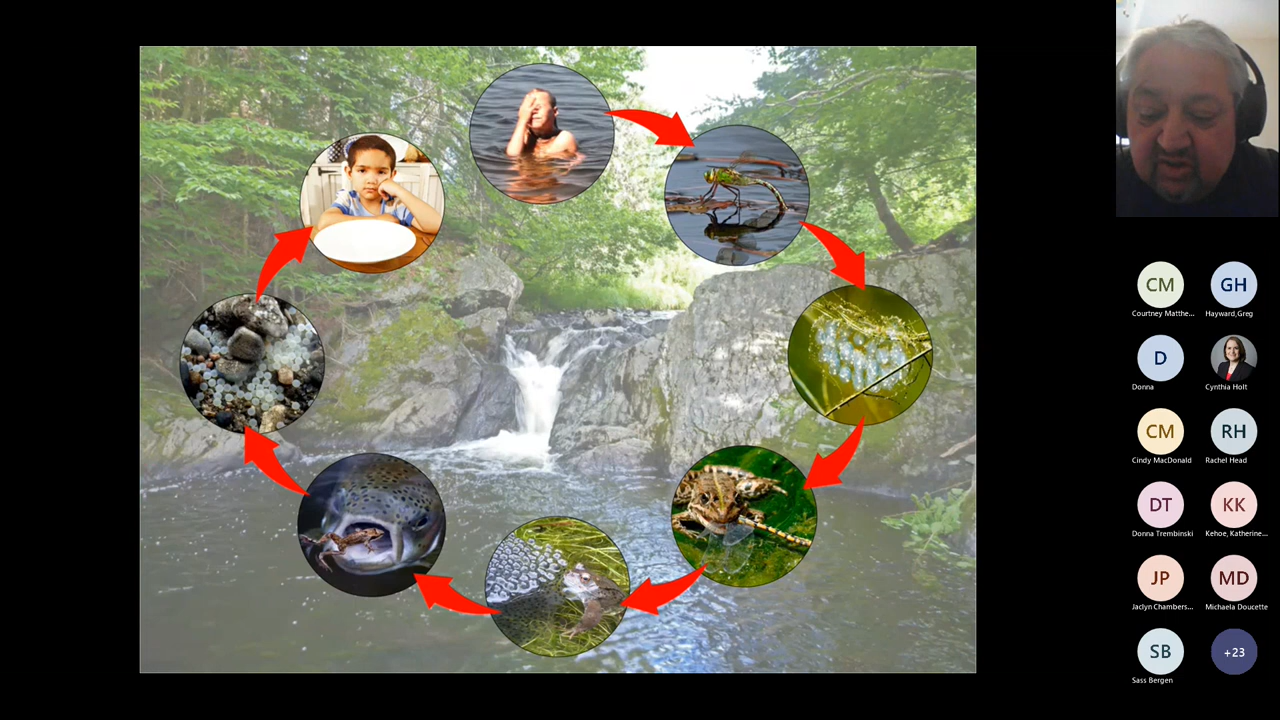 CM
GH
Courtney Matthe...
Hayward,Greg
D
Donna
Cynthia Holt
CM
RH
Cindy MacDonald
Rachel Head
DT
KK
Donna Trembinski
Kehoe, Katherine...
JP
MD
Jaclyn Chambers...
Michaela Doucette
SB
+23
Sass Bergen